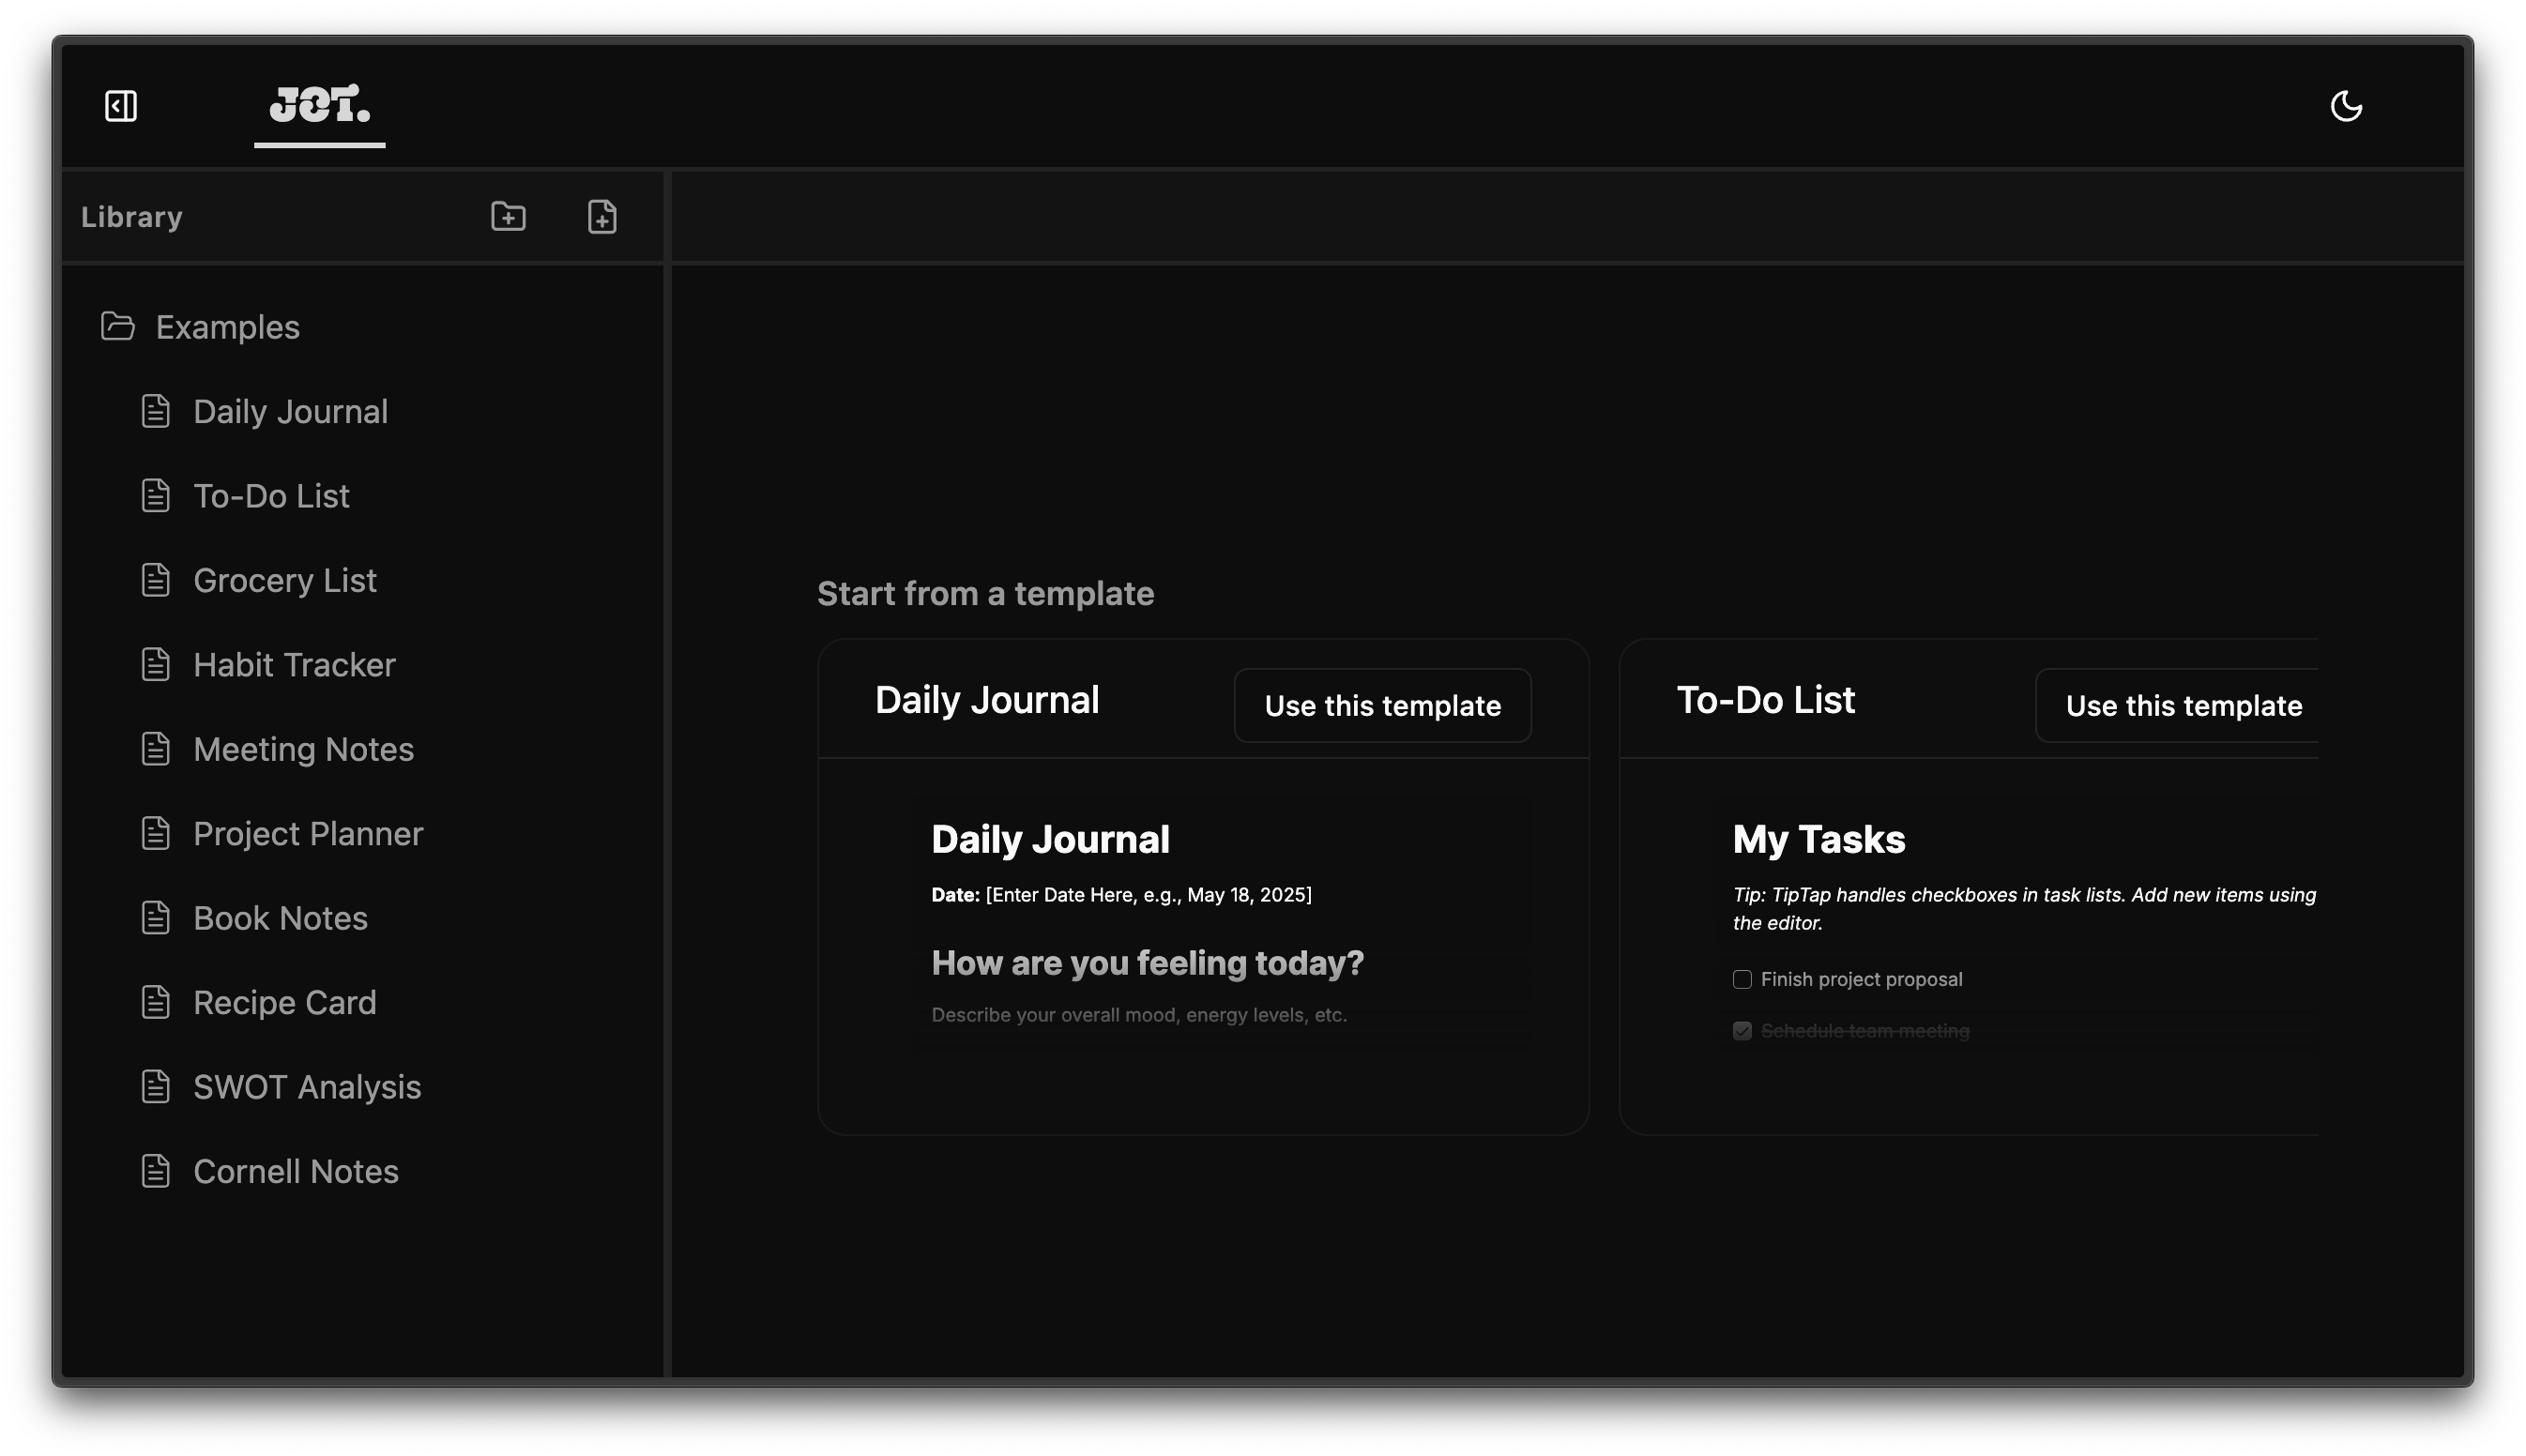 JOT.
Library
Examples
Daily Journal
To-Do List
Grocery List
Habit Tracker
Meeting Notes
Project Planner
Book Notes
Recipe Card
SWOT Analysis
Cornell Notes
Start from a template
Daily Journal
Use this template
Daily Journal
Date: [Enter Date Here, e.g., May 18, 2025]
How are you feeling today?
Describe your overall mood, energy levels, etc.
To-Do List
Use this template
My Tasks
Tip: TipTap handles checkboxes in task lists. Add new items using
the editor.
Finish project proposal
Schedule team meeting